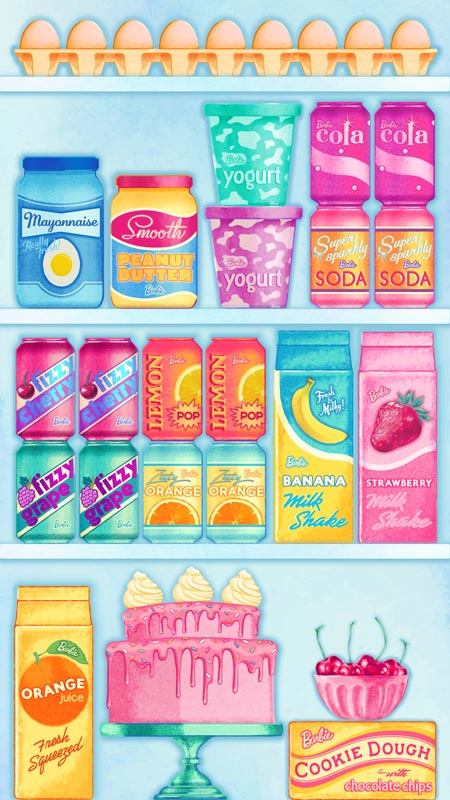 Barbie
cola
Barbie
cola
Barbie
yogurt
Mayonnaise
Really Fresh!
Smooth
PEANUT
BUTTER
Barbie
Barbie
yogurt
Super
sparkly
Barbie
SODA
Super
sparkly
Barbie
SODA
fizzy
cherry
Barbie
fizzy
cherry
Barbie
LEMON
Barbie
POP
LEMON
Barbie
POP
Fresh
& Milky!
Barbie
BANANA
Milk
Shake
Barbie
STRAWBERRY
Milk
Shake
fizzy
grape
Barbie
fizzy
grape
Barbie
Zesty
ORANGE
Barbie
Zesty
ORANGE
Barbie
Barbie
ORANGE
Juice
Fresh
Squeezed
Barbie
COOKIE DOUGH
with
chocolate chips